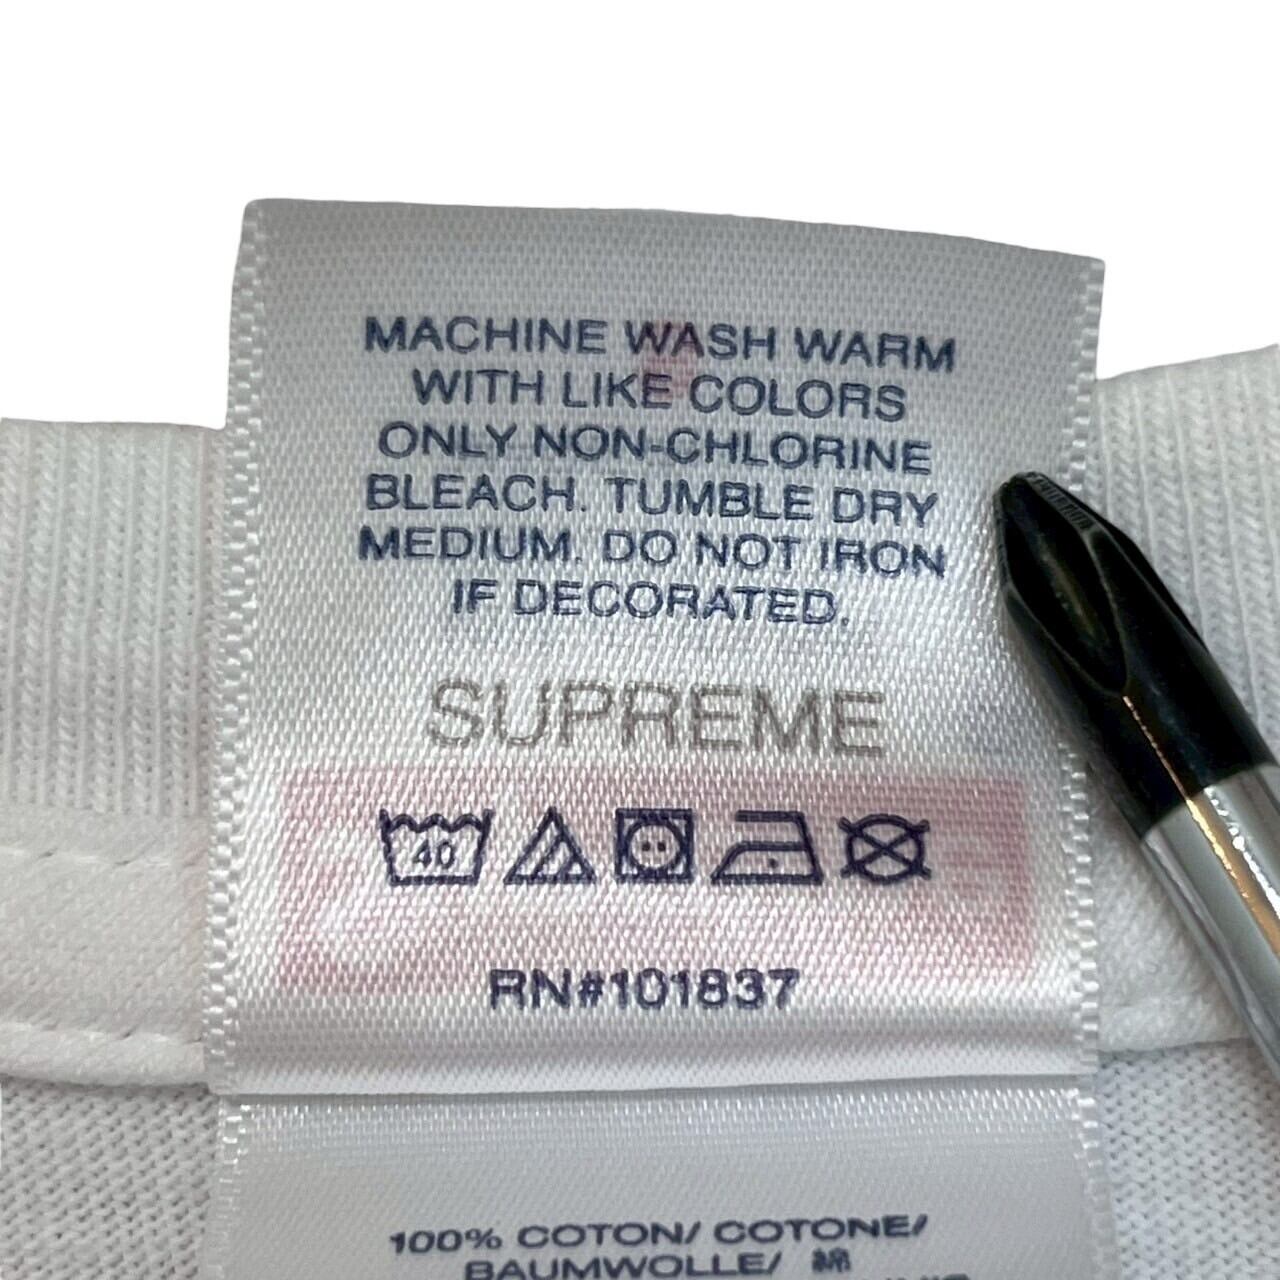 MACHINE WASH WARM
WITH LIKE COLORS
ONLY NON-CHLORINE
BLEACH. TUMBLE DRY
MEDIUM. DO NOT IRON
IF DECORATED.
SUPREME
40
RN#101837
100% COTON/ COTONE/
BAUMWOLLE/ 綿